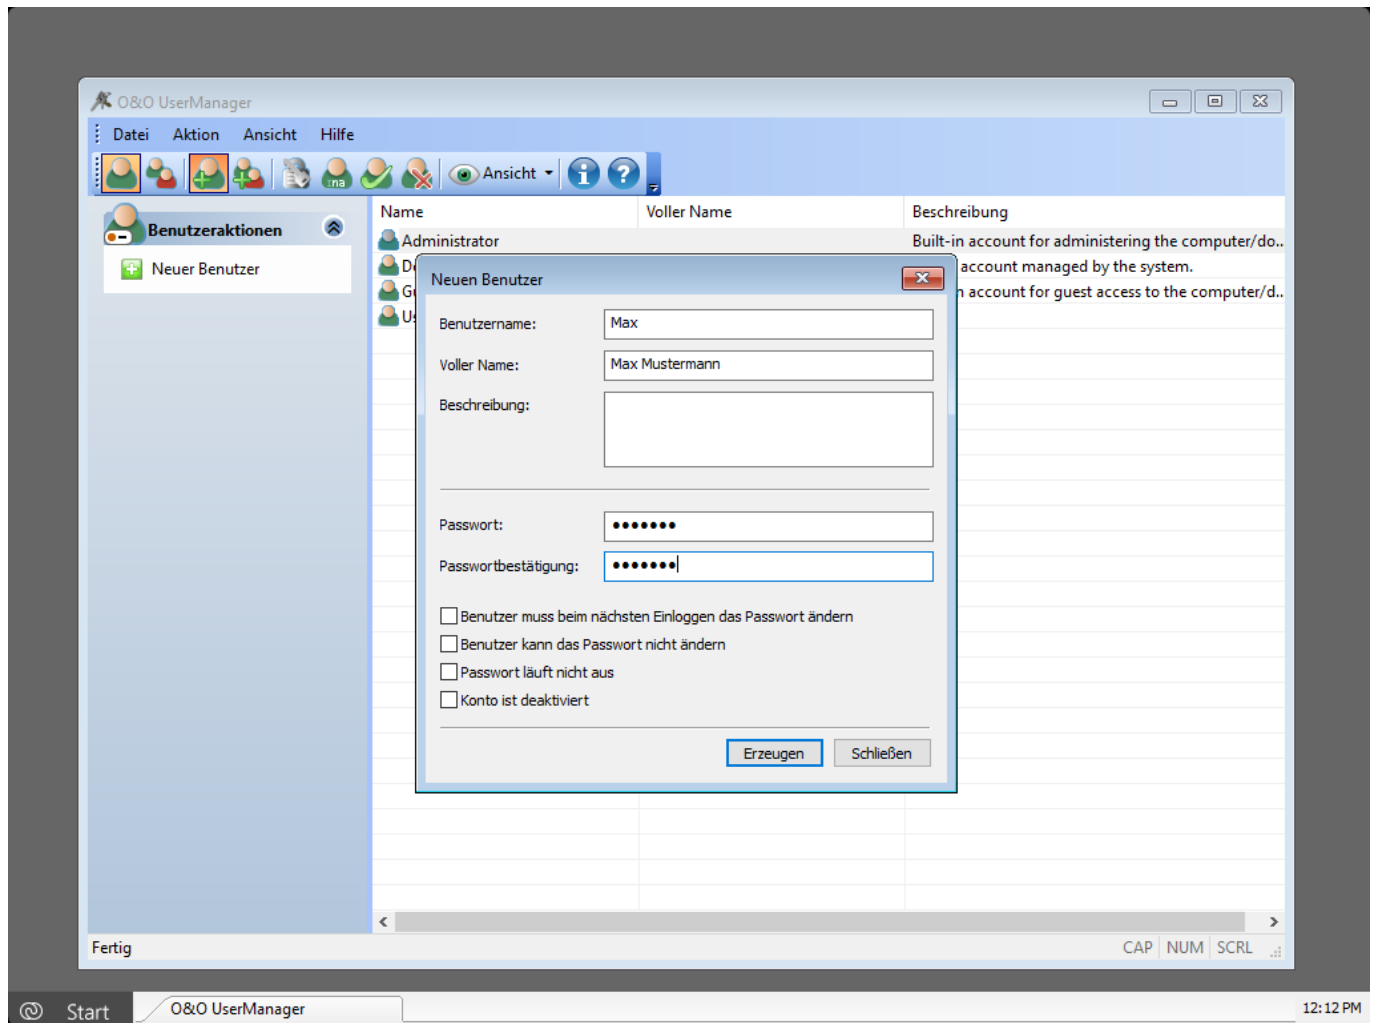 O&O UserManager
Datei Aktion Ansicht Hilfe
Ansicht
Benutzeraktionen
Neuer Benutzer
Name Voller Name Beschreibung
Administrator Built-in account for administering the computer/do..
account managed by the system.
account for guest access to the computer/d..
Neuen Benutzer
Benutzername: Max
Voller Name: Max Mustermann
Beschreibung:
Passwort: •••••••
Passwortbestätigung: •••••••
Benutzer muss beim nächsten Einloggen das Passwort ändern
Benutzer kann das Passwort nicht ändern
Passwort läuft nicht aus
Konto ist deaktiviert
Erzeugen Schließen
Fertig CAP NUM SCRL
Start O&O UserManager 12:12 PM